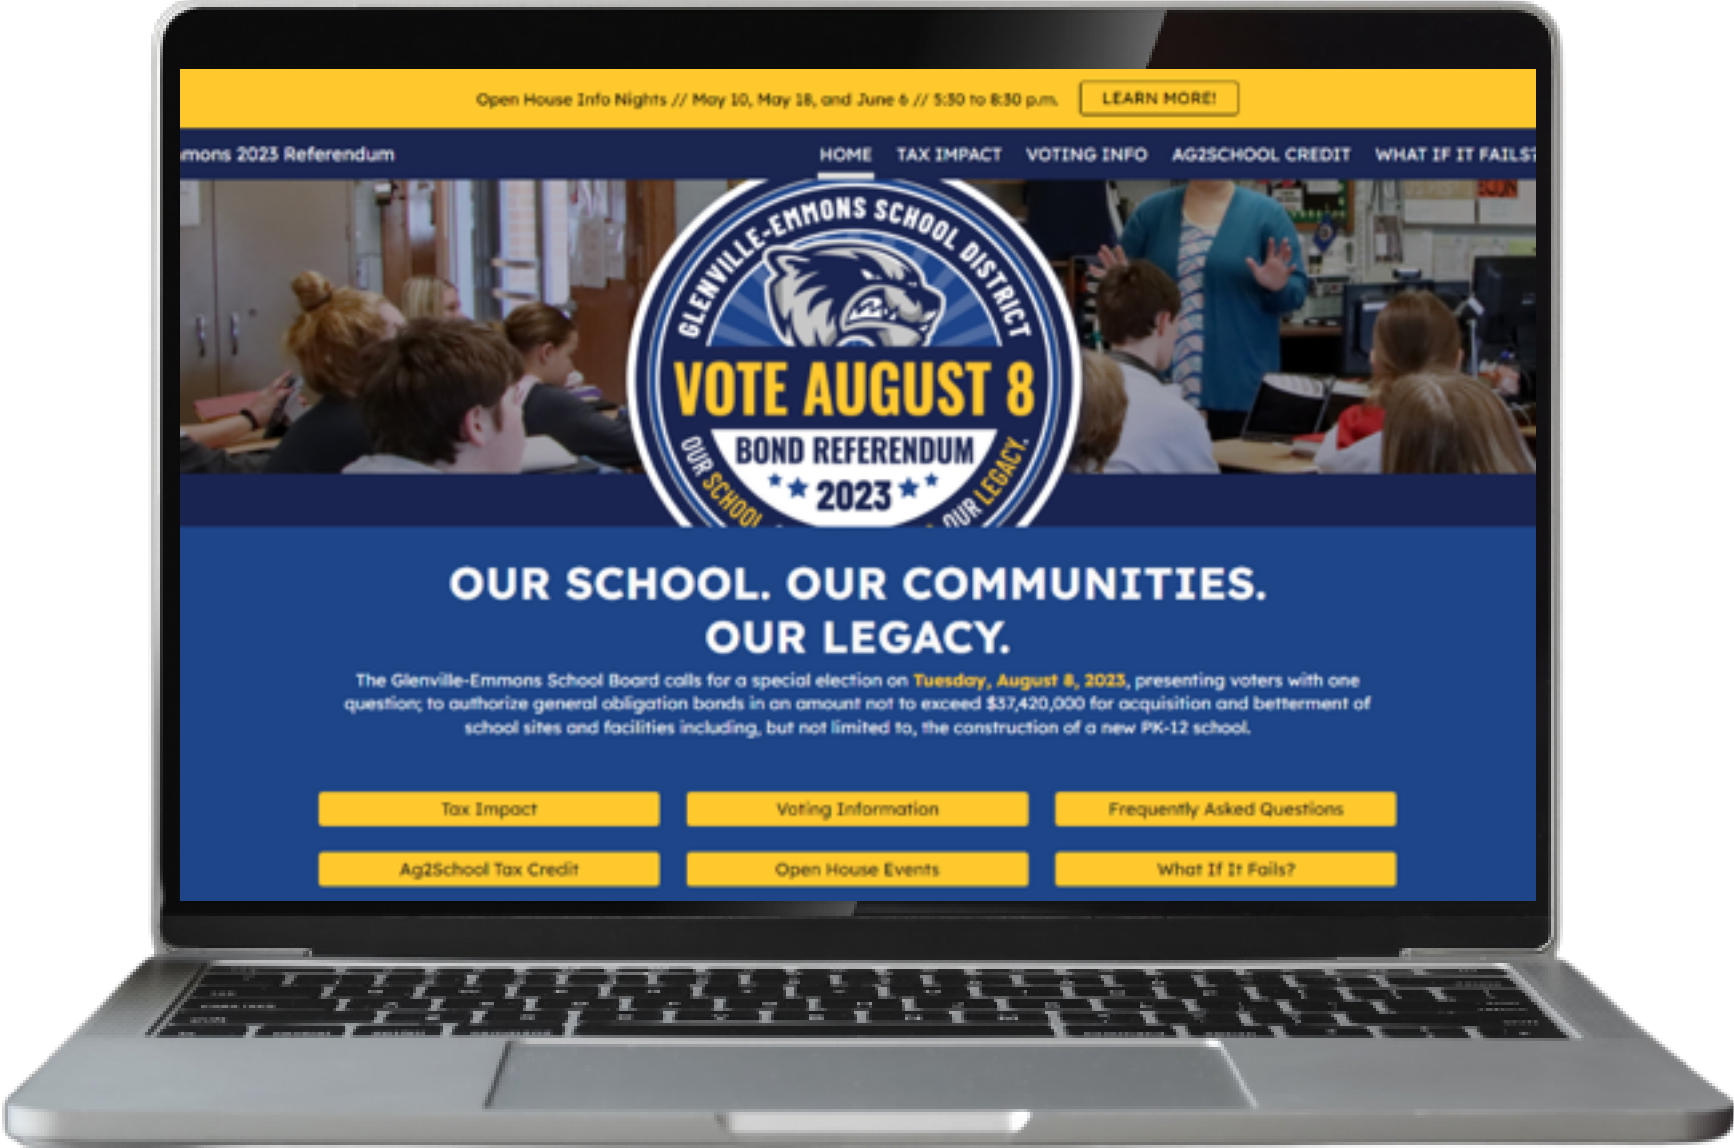 Open House Info Nights // May 10, May 18, and June 6 // 5:30 to 8:30 p.m. LEARN MORE!
mons 2023 Referendum HOME TAX IMPACT VOTING INFO AG2SCHOOL CREDIT WHAT IF IT FAILS?
GLENVILLE-EMMONS SCHOOL DISTRICT
VOTE AUGUST 8
BOND REFERENDUM
2023
OUR SCHOOL. OUR LEGACY.
OUR SCHOOL. OUR COMMUNITIES.
OUR LEGACY.
The Glenville-Emmons School Board calls for a special election on Tuesday, August 8, 2023, presenting voters with one
question; to authorize general obligation bonds in an amount not to exceed $37,420,000 for acquisition and betterment of
school sites and facilities including, but not limited to, the construction of a new PK-12 school.
Tax Impact Voting Information Frequently Asked Questions
Ag2School Tax Credit Open House Events What If It Fails?